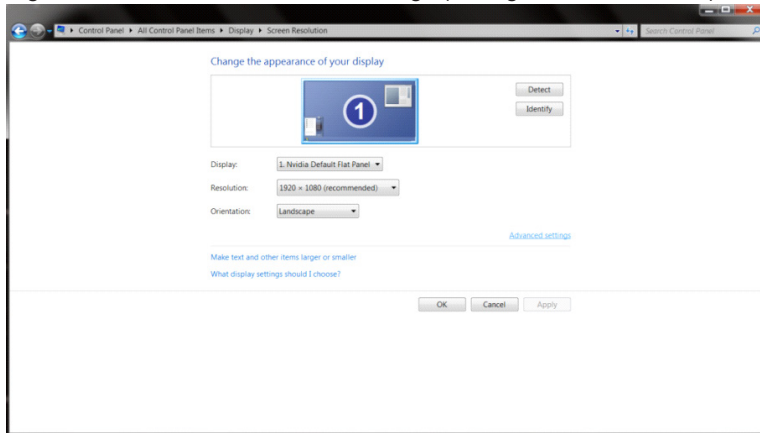 Control Panel ▸ All Control Panel Items ▸ Display ▸ Screen Resolution
Search Control Panel
Change the appearance of your display
1
Detect
Identify
Display: 1. Nvidia Default Flat Panel
Resolution: 1920 × 1080 (recommended)
Orientation: Landscape
Advanced settings
Make text and other items larger or smaller
What display settings should I choose?
OK Cancel Apply